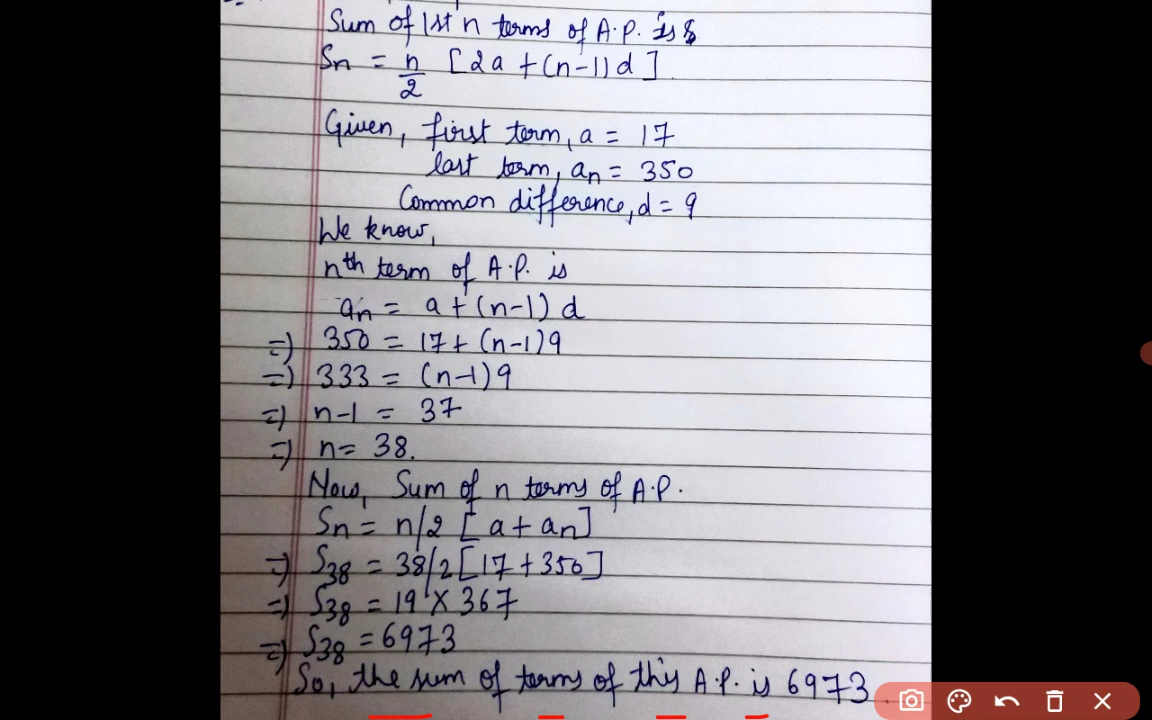 Sum of 1st n terms of A.P. is
Sn = n/2 [2a + (n-1)d]
Given, first term, a = 17
last term, an = 350
Common difference, d = 9
We know,
nth term of A.P. is
an = a + (n-1) d
=) 350 = 17 + (n-1)9
=) 333 = (n-1)9
=) n-1 = 37
=) n = 38.
Now, Sum of n terms of A.P.
Sn = n/2 [a + an]
=) S38 = 38/2 [17 + 350]
=) S38 = 19 X 367
=) S38 = 6973
So, the sum of terms of this A.P. is 6973.